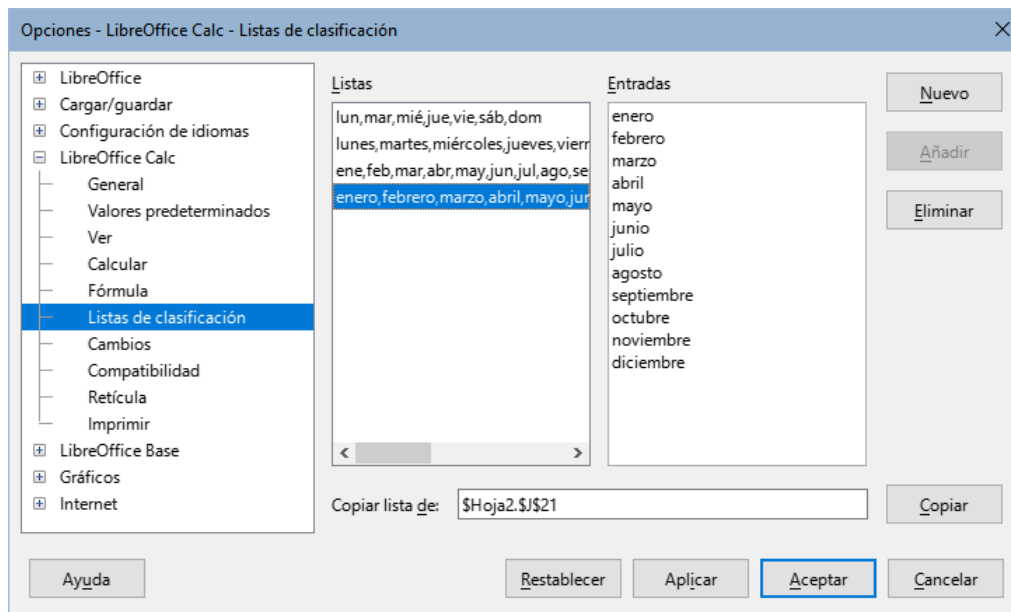 Opciones - LibreOffice Calc - Listas de clasificación
LibreOffice
Cargar/guardar
Configuración de idiomas
LibreOffice Calc
General
Valores predeterminados
Ver
Calcular
Fórmula
Listas de clasificación
Cambios
Compatibilidad
Retícula
Imprimir
LibreOffice Base
Gráficos
Internet
Listas
lun,mar,mié,jue,vie,sáb,dom
lunes,martes,miércoles,jueves,vierr
ene,feb,mar,abr,may,jun,jul,ago,se
enero,febrero,marzo,abril,mayo,jur
Entradas
enero
febrero
marzo
abril
mayo
junio
julio
agosto
septiembre
octubre
noviembre
diciembre
Nuevo
Añadir
Eliminar
Copiar lista de: $Hoja2.$J$21 Copiar
Ayuda Restablecer Aplicar Aceptar Cancelar